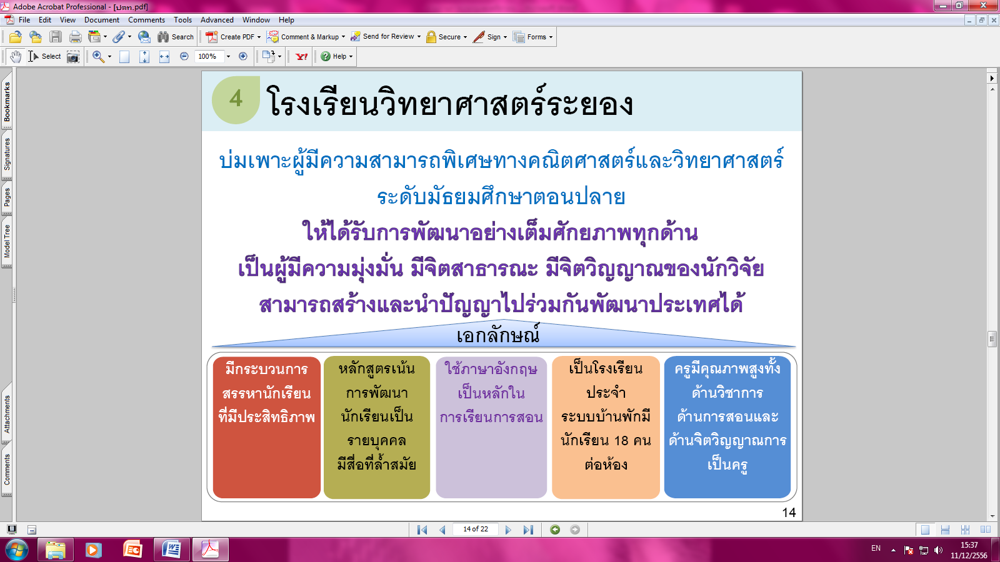 Adobe Acrobat Professional - [ปตท.pdf]
File Edit View Document Comments Tools Advanced Window Help
Search Create PDF Comment & Markup Send for Review Secure Sign Forms
Select 100% Y! Help
Bookmarks
Signatures
Pages
Model Tree
Attachments
Comments
4 โรงเรียนวิทยาศาสตร์ระยอง
บ่มเพาะผู้มีความสามารถพิเศษทางคณิตศาสตร์และวิทยาศาสตร์
ระดับมัธยมศึกษาตอนปลาย
ให้ได้รับการพัฒนาอย่างเต็มศักยภาพทุกด้าน
เป็นผู้มีความมุ่งมั่น มีจิตสาธารณะ มีจิตวิญญาณของนักวิจัย
สามารถสร้างและนำปัญญาไปร่วมกันพัฒนาประเทศได้
เอกลักษณ์
มีกระบวนการ
สรรหานักเรียน
ที่มีประสิทธิภาพ
หลักสูตรเน้น
การพัฒนา
นักเรียนเป็น
รายบุคคล
มีสื่อที่ล้ำสมัย
ใช้ภาษาอังกฤษ
เป็นหลักใน
การเรียนการสอน
เป็นโรงเรียน
ประจำ
ระบบบ้านพักมี
นักเรียน 18 คน
ต่อห้อง
ครูมีคุณภาพสูงทั้ง
ด้านวิชาการ
ด้านการสอนและ
ด้านจิตวิญญาณการ
เป็นครู
14
14 of 22
EN
15:37
11/12/2556